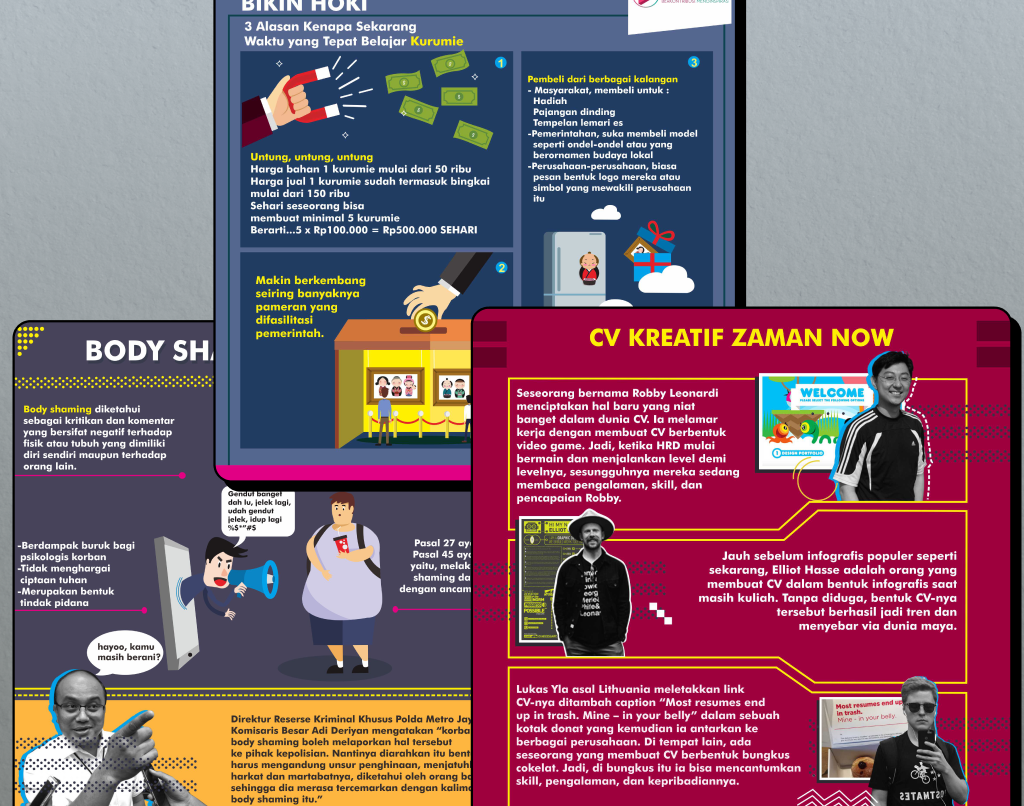 BIKIN HOKI
3 Alasan Kenapa Sekarang
Waktu yang Tepat Belajar Kurumie
1
Untung, untung, untung
Harga bahan 1 kurumie mulai dari 50 ribu
Harga jual 1 kurumie sudah termasuk bingkai
mulai dari 150 ribu
Sehari seseorang bisa
membuat minimal 5 kurumie
Berarti...5 x Rp100.000 = Rp500.000 SEHARI
2
Makin berkembang
seiring banyaknya
pameran yang
difasilitasi
pemerintah.
3
Pembeli dari berbagai kalangan
- Masyarakat, membeli untuk :
Hadiah
Pajangan dinding
Tempelan lemari es
-Pemerintahan, suka membeli model
seperti ondel-ondel atau yang
berornamen budaya lokal
-Perusahaan-perusahaan, biasa
pesan bentuk logo mereka atau
simbol yang mewakili perusahaan
itu
BODY SHA
Body shaming diketahui
sebagai kritikan dan komentar
yang bersifat negatif terhadap
fisik atau tubuh yang dimiliki
diri sendiri maupun terhadap
orang lain.
Gendut banget
dah lu, jelek lagi,
udah gendut
jelek, idup lagi
%$*"#$
-Berdampak buruk bagi
psikologis korban
-Tidak menghargai
ciptaan tuhan
-Merupakan bentuk
tindak pidana
Pasal 27 aya
Pasal 45 aya
yaitu, melak
shaming da
dengan ancam
hayoo, kamu
masih berani?
Direktur Reserse Kriminal Khusus Polda Metro Jay
Komisaris Besar Adi Deriyan mengatakan “korba
body shaming boleh melaporkan hal tersebut
ke pihak kepolisian. Nantinya diarahkan itu bent
harus mengandung unsur penghinaan, menjatuhl
harkat dan martabatnya, diketahui oleh orang ba
sehingga dia merasa tercemarkan dengan kalima
body shaming itu.”
CV KREATIF ZAMAN NOW
Seseorang bernama Robby Leonardi
menciptakan hal baru yang niat
banget dalam dunia CV. Ia melamar
kerja dengan membuat CV berbentuk
video game. Jadi, ketika HRD mulai
bermain dan menjalankan level demi
levelnya, sesungguhnya mereka sedang
membaca pengalaman, skill, dan
pencapaian Robby.
WELCOME
PLEASE SELECT THE FOLLOWING OPTION
1 DESIGN PORTFOLIO
HI MY N
ELLIOT
Jauh sebelum infografis populer seperti
sekarang, Elliot Hasse adalah orang yang
membuat CV dalam bentuk infografis saat
masih kuliah. Tanpa diduga, bentuk CV-nya
tersebut berhasil jadi tren dan
menyebar via dunia maya.
Lukas Yla asal Lithuania meletakkan link
CV-nya ditambah caption “Most resumes end
up in trash. Mine – in your belly” dalam sebuah
kotak donat yang kemudian ia antarkan ke
berbagai perusahaan. Di tempat lain, ada
seseorang yang membuat CV berbentuk bungkus
cokelat. Jadi, di bungkus itu ia bisa mencantumkan
skill, pengalaman, dan kepribadiannya.
Most resumes end up
in trash.
Mine - in your belly.
POSTMATES